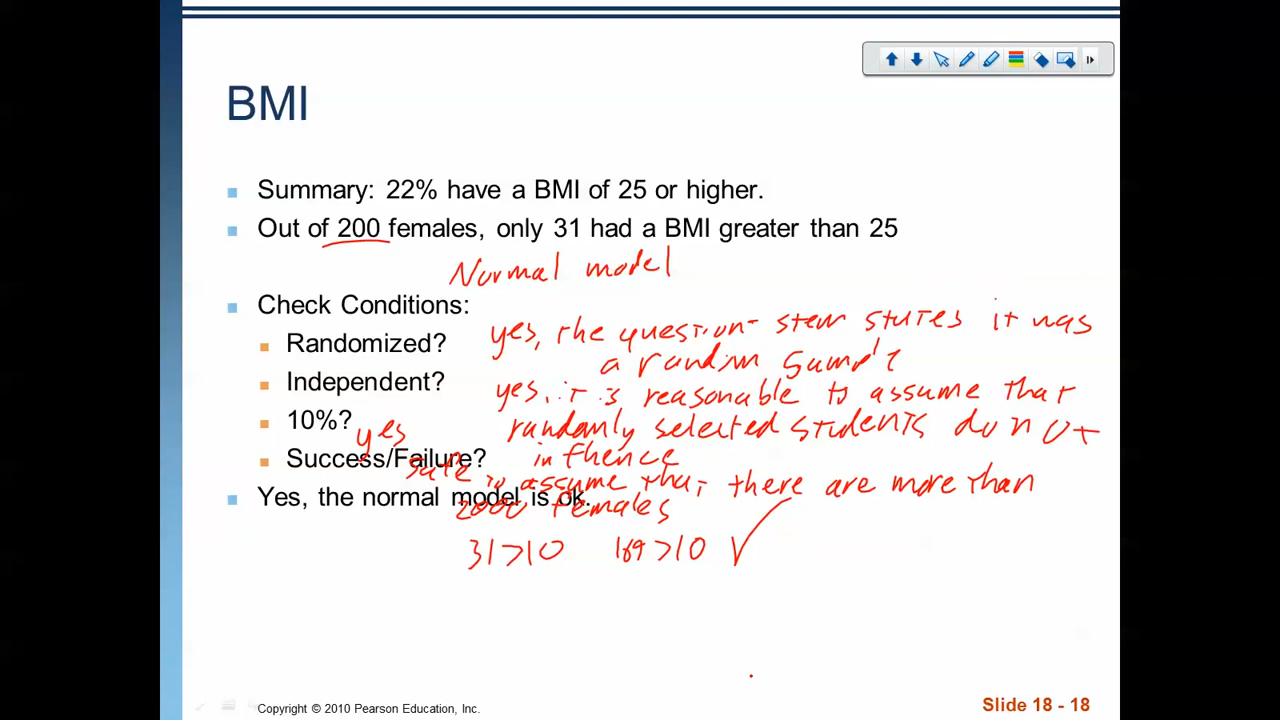 BMI
Summary: 22% have a BMI of 25 or higher.
Out of 200 females, only 31 had a BMI greater than 25
Normal model
Check Conditions:
Randomized?
yes, the question stem states it was
a random sample
Independent?
yes, it is reasonable to assume that
randomly selected students do not
influence
10%?
yes
safe to assume that there are more than
2000 females
Success/Failure?
Yes, the normal model is ok.
31>10 169>10 √
Copyright © 2010 Pearson Education, Inc.
Slide 18 - 18